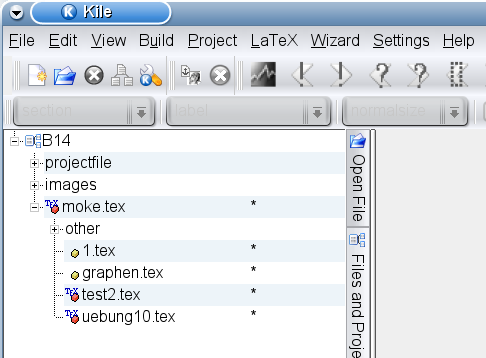 Kile
File Edit View Build Project LaTeX Wizard Settings Help
section label normalsize
B14
projectfile
images
moke.tex *
other
1.tex *
graphen.tex *
test2.tex *
uebung10.tex *
Open File
Files and Proje